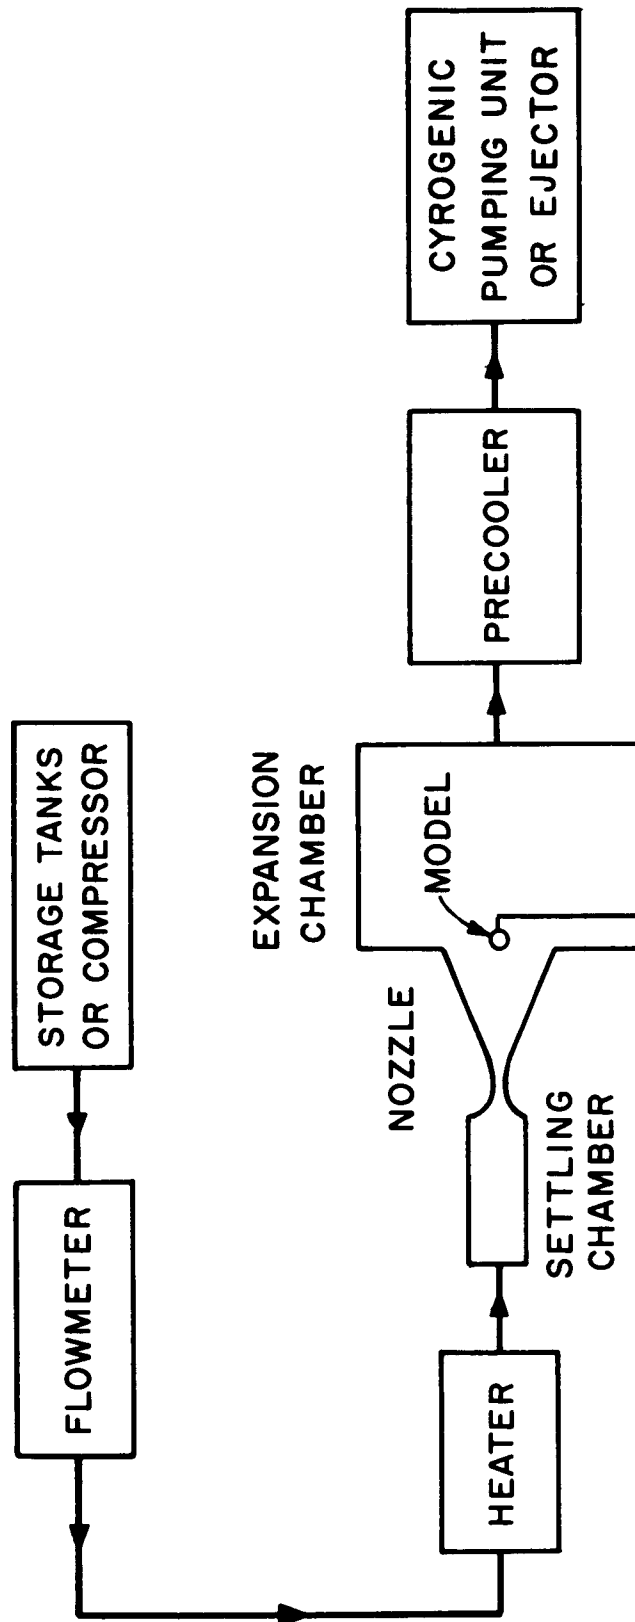 STORAGE TANKS
OR COMPRESSOR
FLOWMETER
HEATER
SETTLING
CHAMBER
NOZZLE
EXPANSION
CHAMBER
MODEL
PRECOOLER
CYROGENIC
PUMPING UNIT
OR EJECTOR